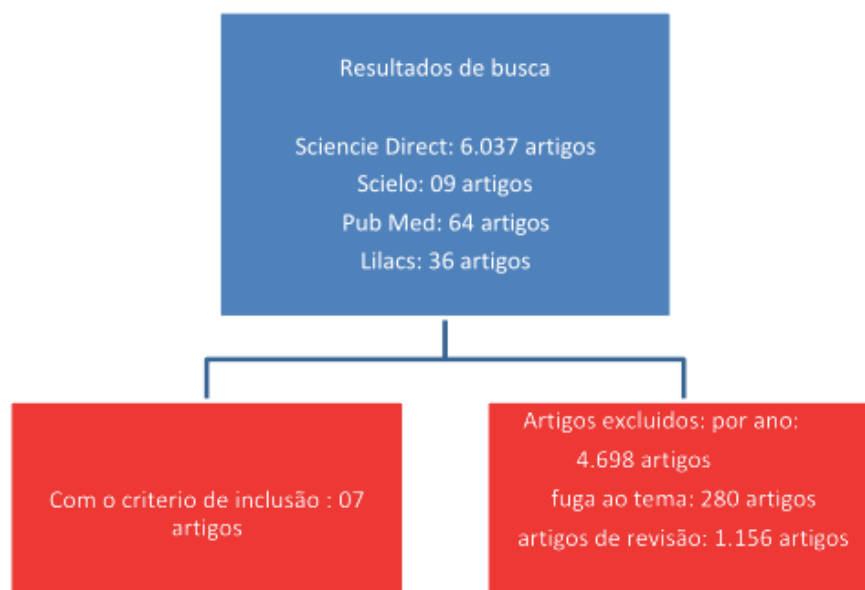 Resultados de busca
Sciencie Direct: 6.037 artigos
Scielo: 09 artigos
Pub Med: 64 artigos
Lilacs: 36 artigos
Com o criterio de inclusão : 07
artigos
Artigos excluidos: por ano:
4.698 artigos
fuga ao tema: 280 artigos
artigos de revisão: 1.156 artigos